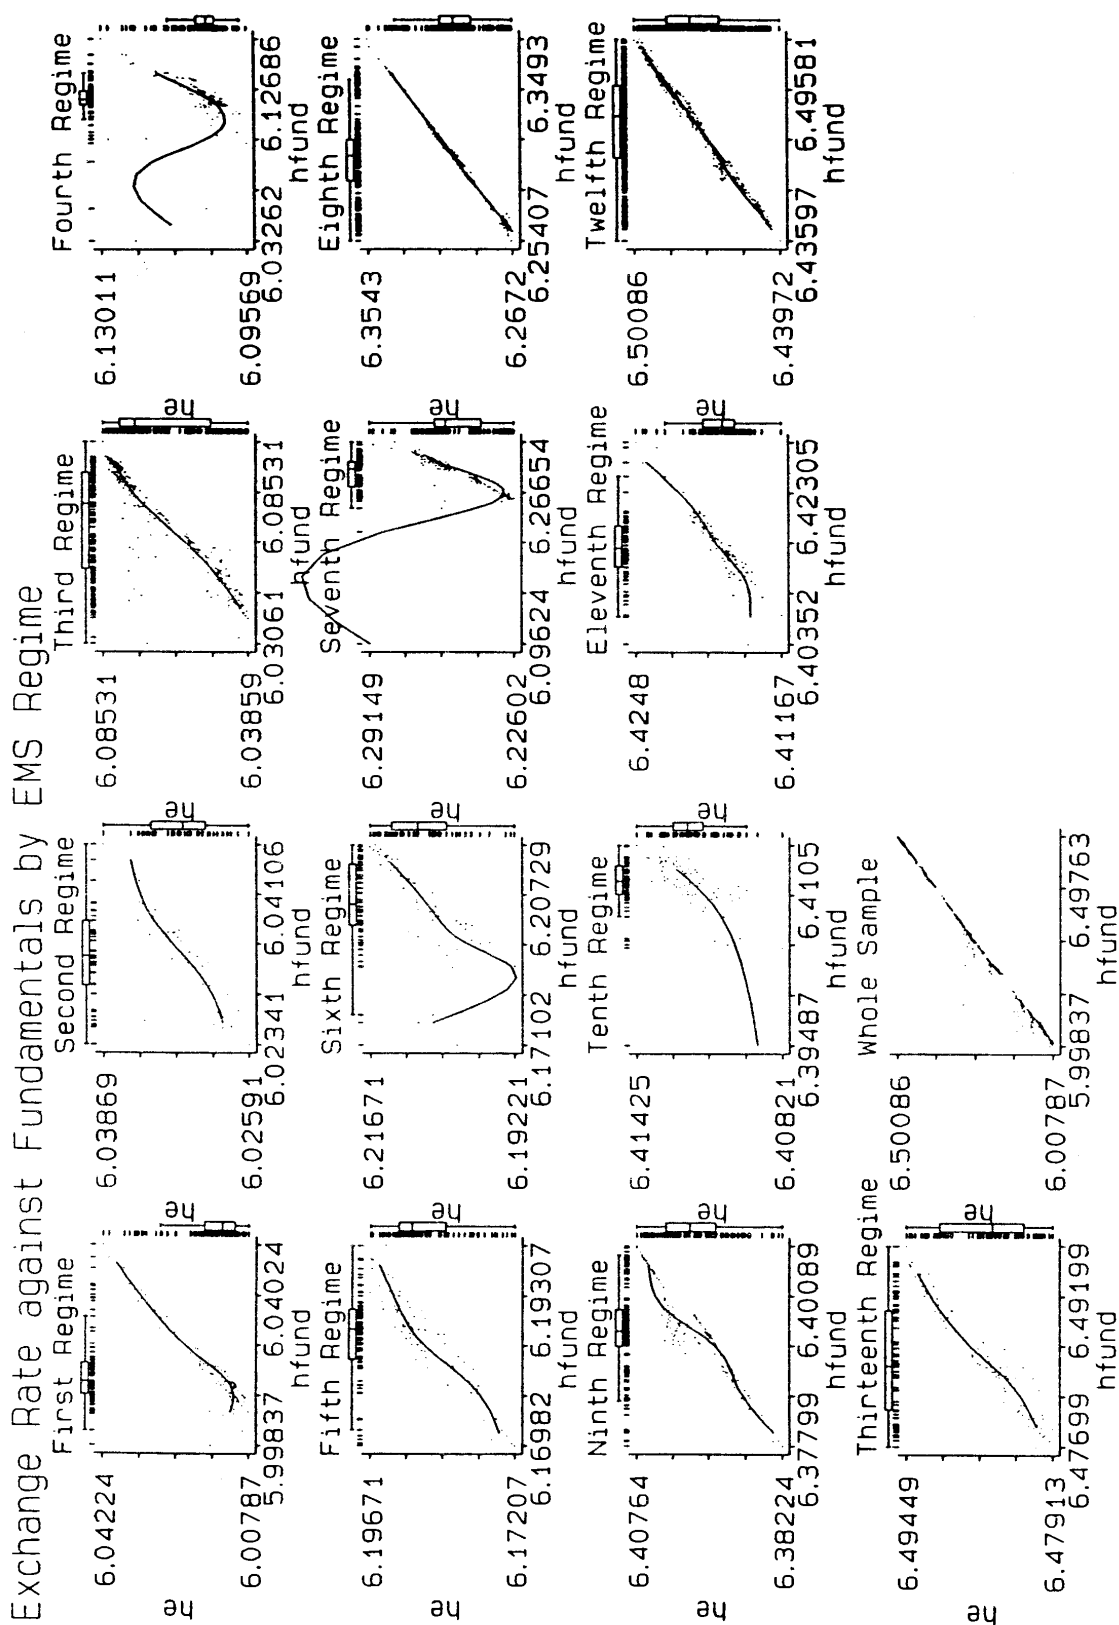 Exchange Rate against Fundamentals by EMS Regime
First Regime
6.04224
6.00787
5.99837
6.04024
hfund
he
he
Second Regime
6.03869
6.02591
6.02341
6.04106
hfund
he
Third Regime
6.08531
6.03859
6.03061
6.08531
hfund
he
Fourth Regime
6.13011
6.09569
6.03262
6.12686
hfund
Fifth Regime
6.19671
6.17207
6.16982
6.19307
hfund
he
he
Sixth Regime
6.21671
6.19221
6.17102
6.20729
hfund
he
Seventh Regime
6.29149
6.22602
6.09624
6.26654
hfund
he
Eighth Regime
6.3543
6.2672
6.25407
6.3493
hfund
Ninth Regime
6.40764
6.38224
6.37799
6.40089
hfund
he
he
Tenth Regime
6.41425
6.40821
6.39487
6.4105
hfund
he
Eleventh Regime
6.4248
6.41167
6.40352
6.42305
hfund
he
Twelfth Regime
6.50086
6.43972
6.43597
6.49581
hfund
Thirteenth Regime
6.49449
6.47913
6.47699
6.49199
hfund
he
he
Whole Sample
6.50086
6.00787
5.99837
6.49763
hfund